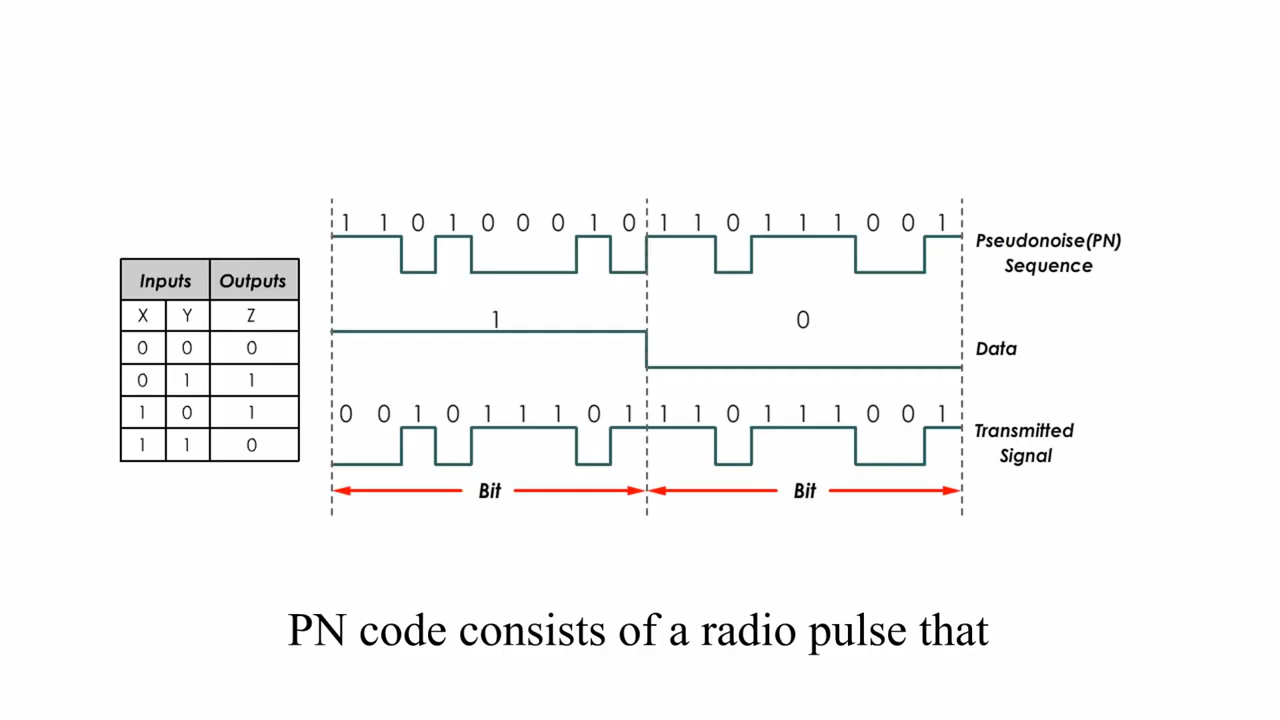 1 1 0 1 0 0 0 1 0 1 1 0 1 1 1 0 0 1
Pseudonoise(PN)
Sequence
Inputs Outputs
X Y Z
0 0 0
0 1 1
1 0 1
1 1 0
1 0
Data
0 0 1 0 1 1 1 0 1 1 1 0 1 1 1 0 0 1
Transmitted
Signal
Bit Bit
PN code consists of a radio pulse that